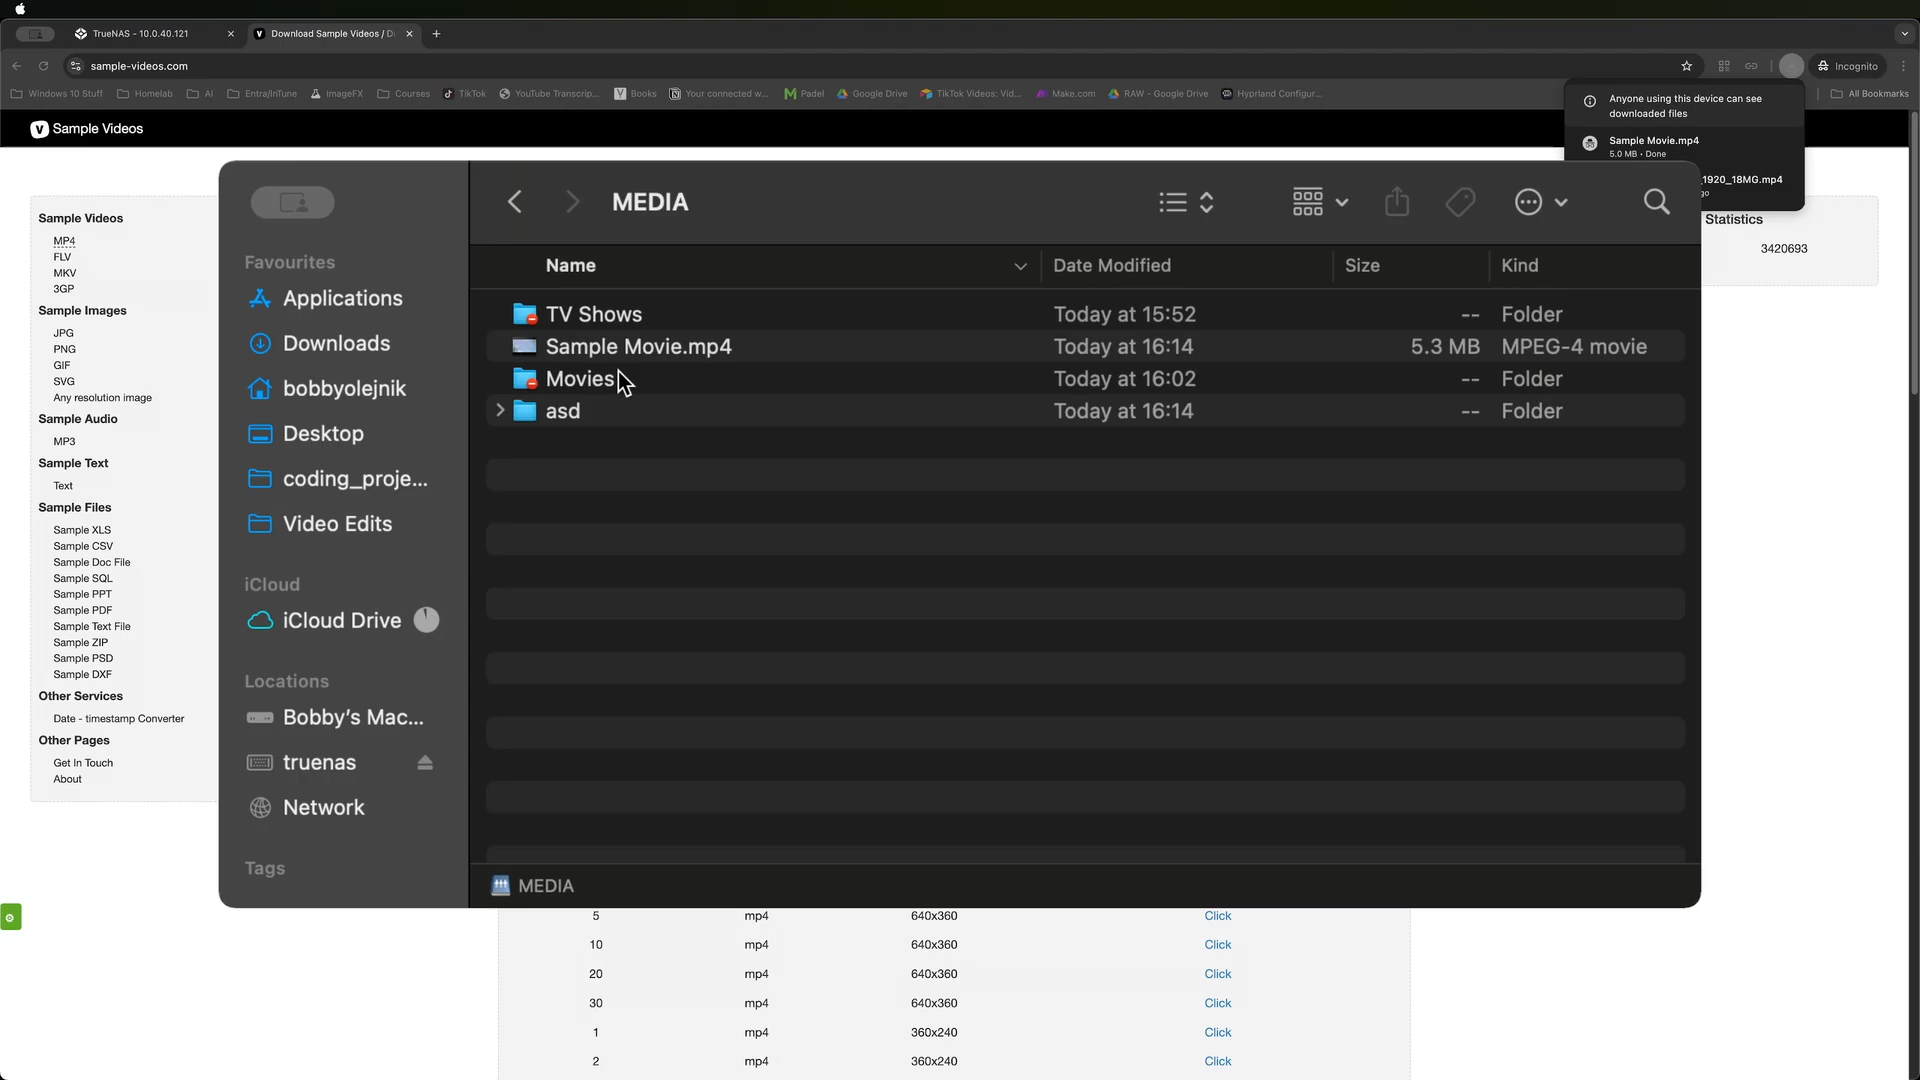 TrueNAS - 10.0.40.121
Download Sample Videos / Du
sample-videos.com
Incognito
Windows 10 Stuff
Homelab
AI
Entra/InTune
ImageFX
Courses
TikTok
YouTube Transcrip...
Books
Your connected w...
Padel
Google Drive
TikTok Videos: Vid...
Make.com
RAW - Google Drive
Hyprland Configur...
All Bookmarks
Anyone using this device can see
downloaded files
Sample Movie.mp4
5.0 MB • Done
_1920_18MG.mp4
go
Sample Videos
Sample Videos
MP4
FLV
MKV
3GP
Sample Images
JPG
PNG
GIF
SVG
Any resolution image
Sample Audio
MP3
Sample Text
Text
Sample Files
Sample XLS
Sample CSV
Sample Doc File
Sample SQL
Sample PPT
Sample PDF
Sample Text File
Sample ZIP
Sample PSD
Sample DXF
Other Services
Date - timestamp Converter
Other Pages
Get In Touch
About
Statistics
3420693
Favourites
Applications
Downloads
bobbyolejnik
Desktop
coding_proje...
Video Edits
iCloud
iCloud Drive
Locations
Bobby's Mac...
truenas
Network
Tags
MEDIA
Name Date Modified Size Kind
TV Shows Today at 15:52 -- Folder
Sample Movie.mp4 Today at 16:14 5.3 MB MPEG-4 movie
Movies Today at 16:02 -- Folder
asd Today at 16:14 -- Folder
MEDIA
5 mp4 640x360 Click
10 mp4 640x360 Click
20 mp4 640x360 Click
30 mp4 640x360 Click
1 mp4 360x240 Click
2 mp4 360x240 Click